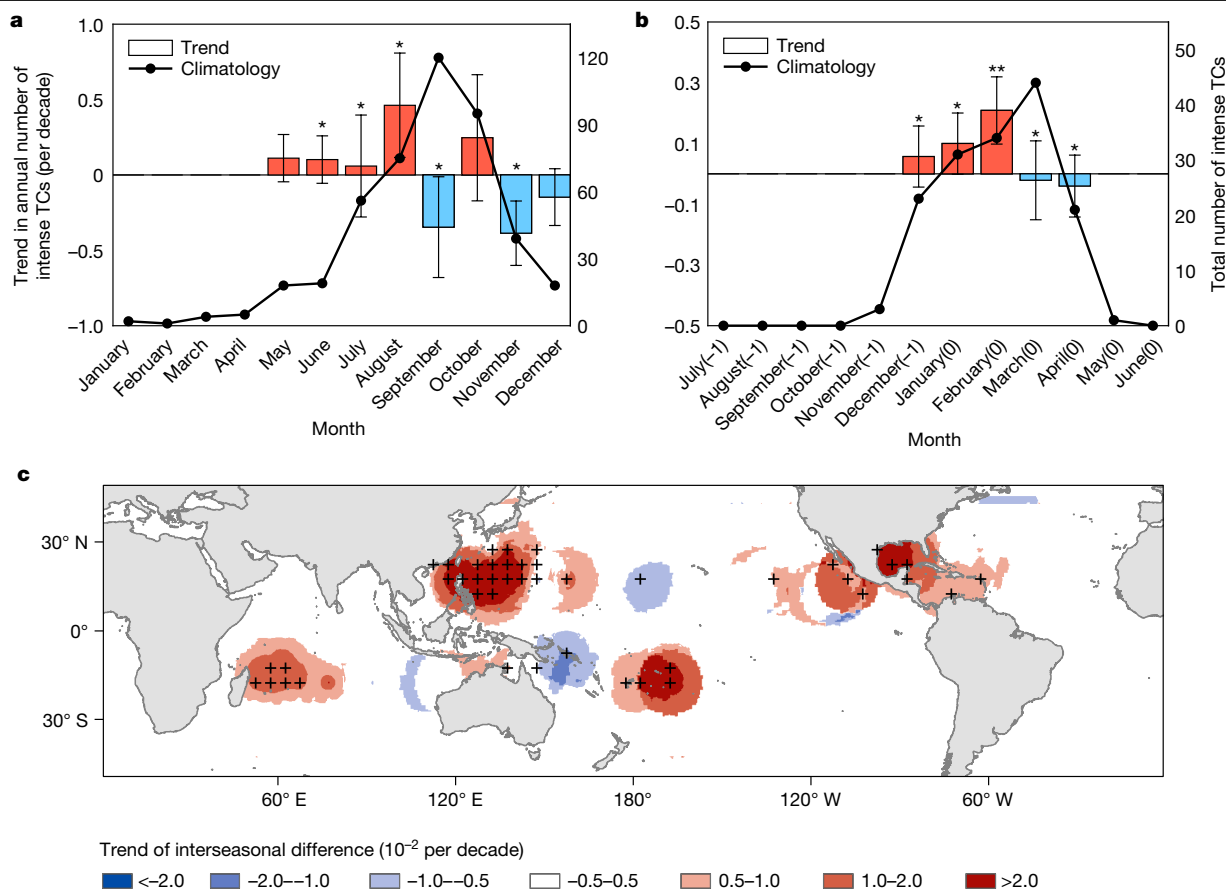 a
1.0
0.5
0
–0.5
–1.0
Trend in annual number of
intense TCs (per decade)
Trend
Climatology
*
*
*
*
*
120
90
60
30
0
January
February
March
April
May
June
July
August
September
October
November
December
Month
b
0.5
0.3
0.1
–0.1
–0.3
–0.5
Trend
Climatology
*
*
**
*
*
50
40
30
20
10
0
Total number of intense TCs
July(–1)
August(–1)
September(–1)
October(–1)
November(–1)
December(–1)
January(0)
February(0)
March(0)
April(0)
May(0)
June(0)
Month
c
30° N
0°
30° S
60° E
120° E
180°
120° W
60° W
Trend of interseasonal difference (10⁻² per decade)
<–2.0
–2.0––1.0
–1.0––0.5
–0.5–0.5
0.5–1.0
1.0–2.0
>2.0